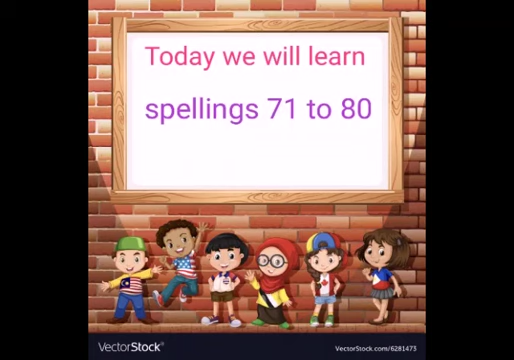 Today we will learn
spellings 71 to 80
VectorStock®
VectorStock.com/6281473